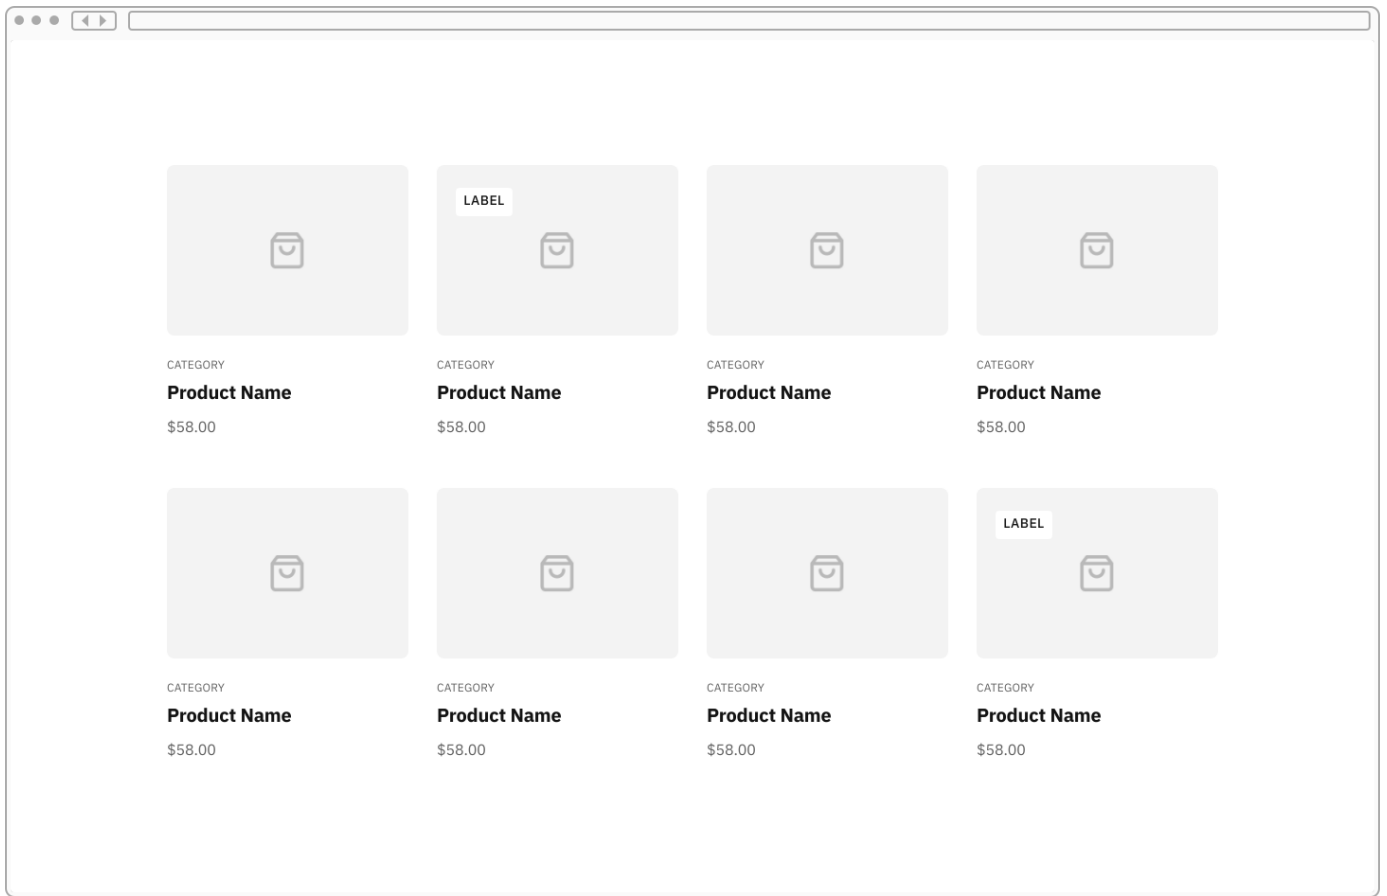 LABEL
CATEGORY CATEGORY CATEGORY CATEGORY
Product Name Product Name Product Name Product Name
$58.00 $58.00 $58.00 $58.00
LABEL
CATEGORY CATEGORY CATEGORY CATEGORY
Product Name Product Name Product Name Product Name
$58.00 $58.00 $58.00 $58.00